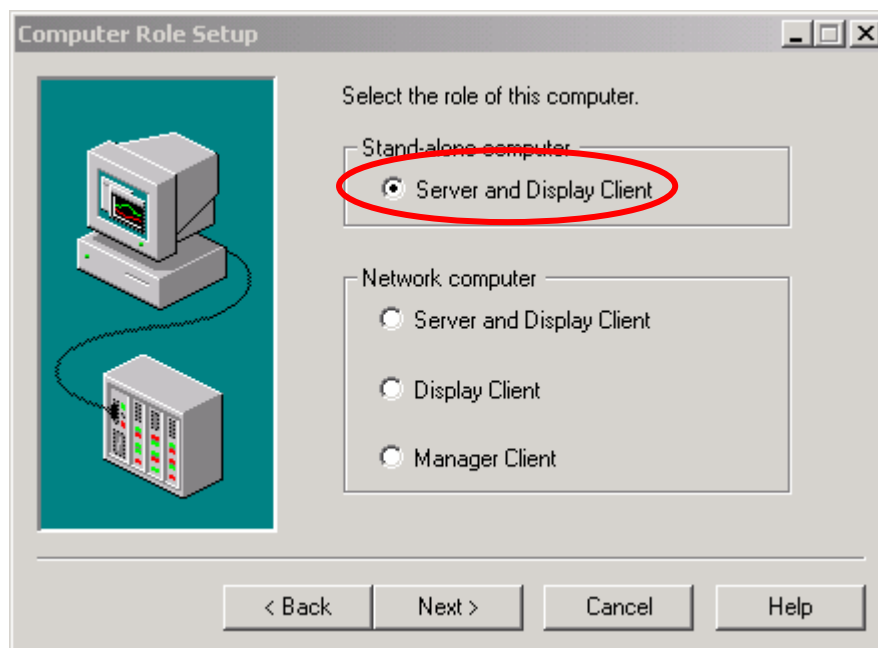 Computer Role Setup
Select the role of this computer.
Stand-alone computer
Server and Display Client
Network computer
Server and Display Client
Display Client
Manager Client
< Back
Next >
Cancel
Help